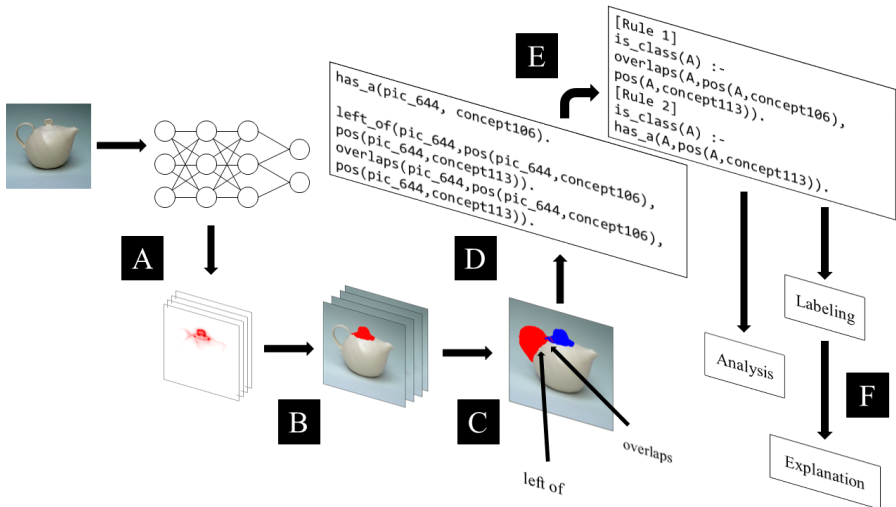 E
[Rule 1]
is_class(A) :-
overlaps(A,pos(A,concept106),
pos(A,concept113)).
[Rule 2]
is_class(A) :-
has_a(A,pos(A,concept113)).
has_a(pic_644, concept106).
left_of(pic_644,pos(pic_644,concept106),
pos(pic_644,concept113)).
overlaps(pic_644,pos(pic_644,concept106),
pos(pic_644,concept113)).
A
D
Labeling
Analysis
B
C
F
overlaps
left of
Explanation